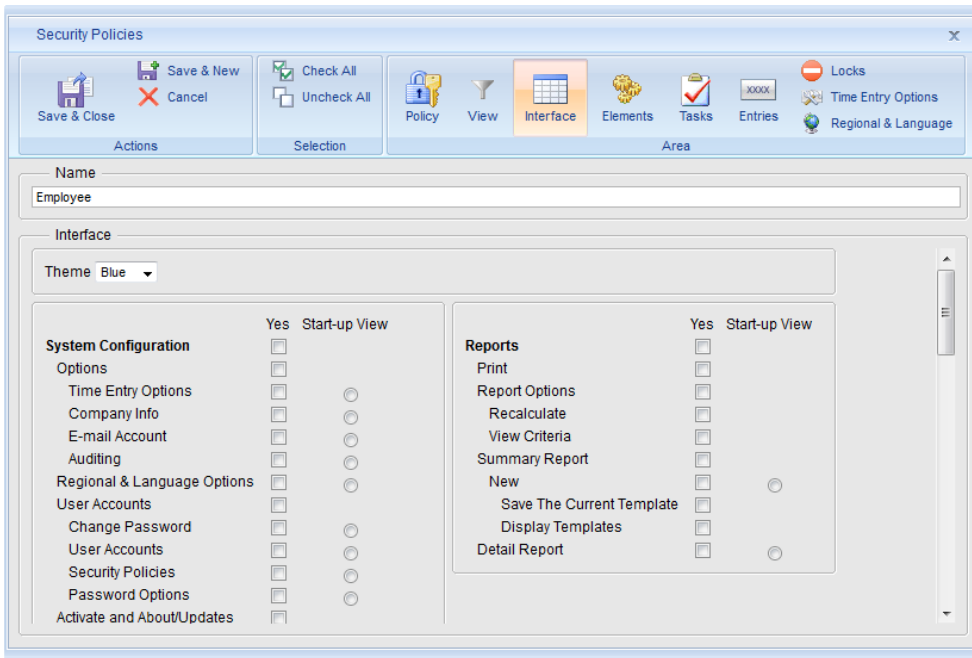 Security Policies
x
Save & Close
Save & New
Cancel
Actions
Check All
Uncheck All
Selection
Policy
View
Interface
Elements
Tasks
XXXX
Entries
Locks
Time Entry Options
Regional & Language
Area
Name
Employee
Interface
Theme Blue
Yes Start-up View
System Configuration
Options
Time Entry Options
Company Info
E-mail Account
Auditing
Regional & Language Options
User Accounts
Change Password
User Accounts
Security Policies
Password Options
Activate and About/Updates
Yes Start-up View
Reports
Print
Report Options
Recalculate
View Criteria
Summary Report
New
Save The Current Template
Display Templates
Detail Report